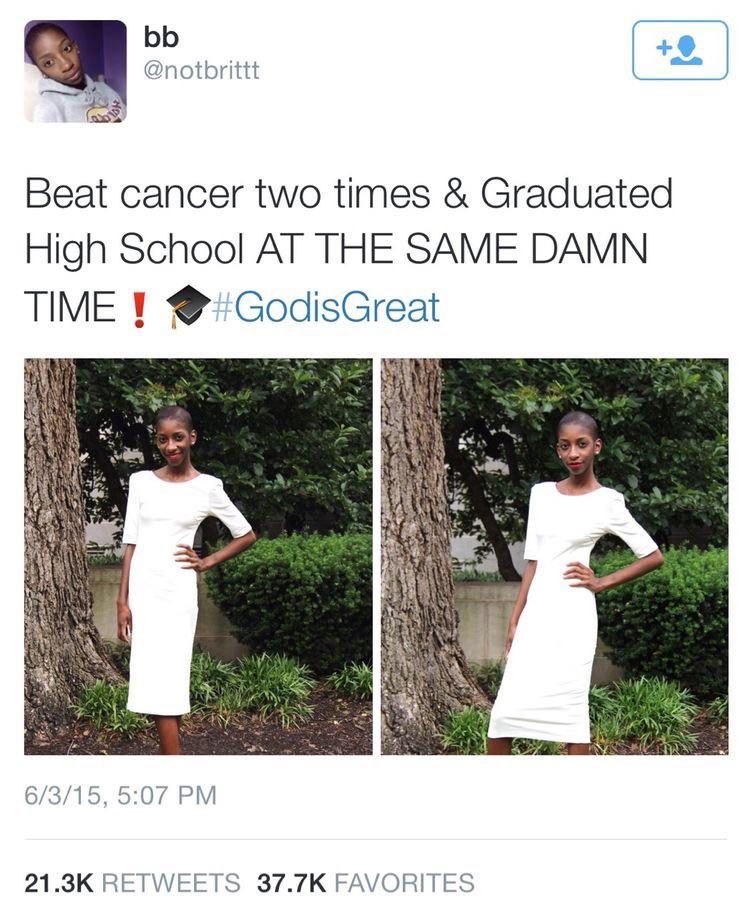 bb
@notbrittt
Beat cancer two times & Graduated
High School AT THE SAME DAMN
TIME❗🎓#GodisGreat
6/3/15, 5:07 PM
21.3K RETWEETS 37.7K FAVORITES